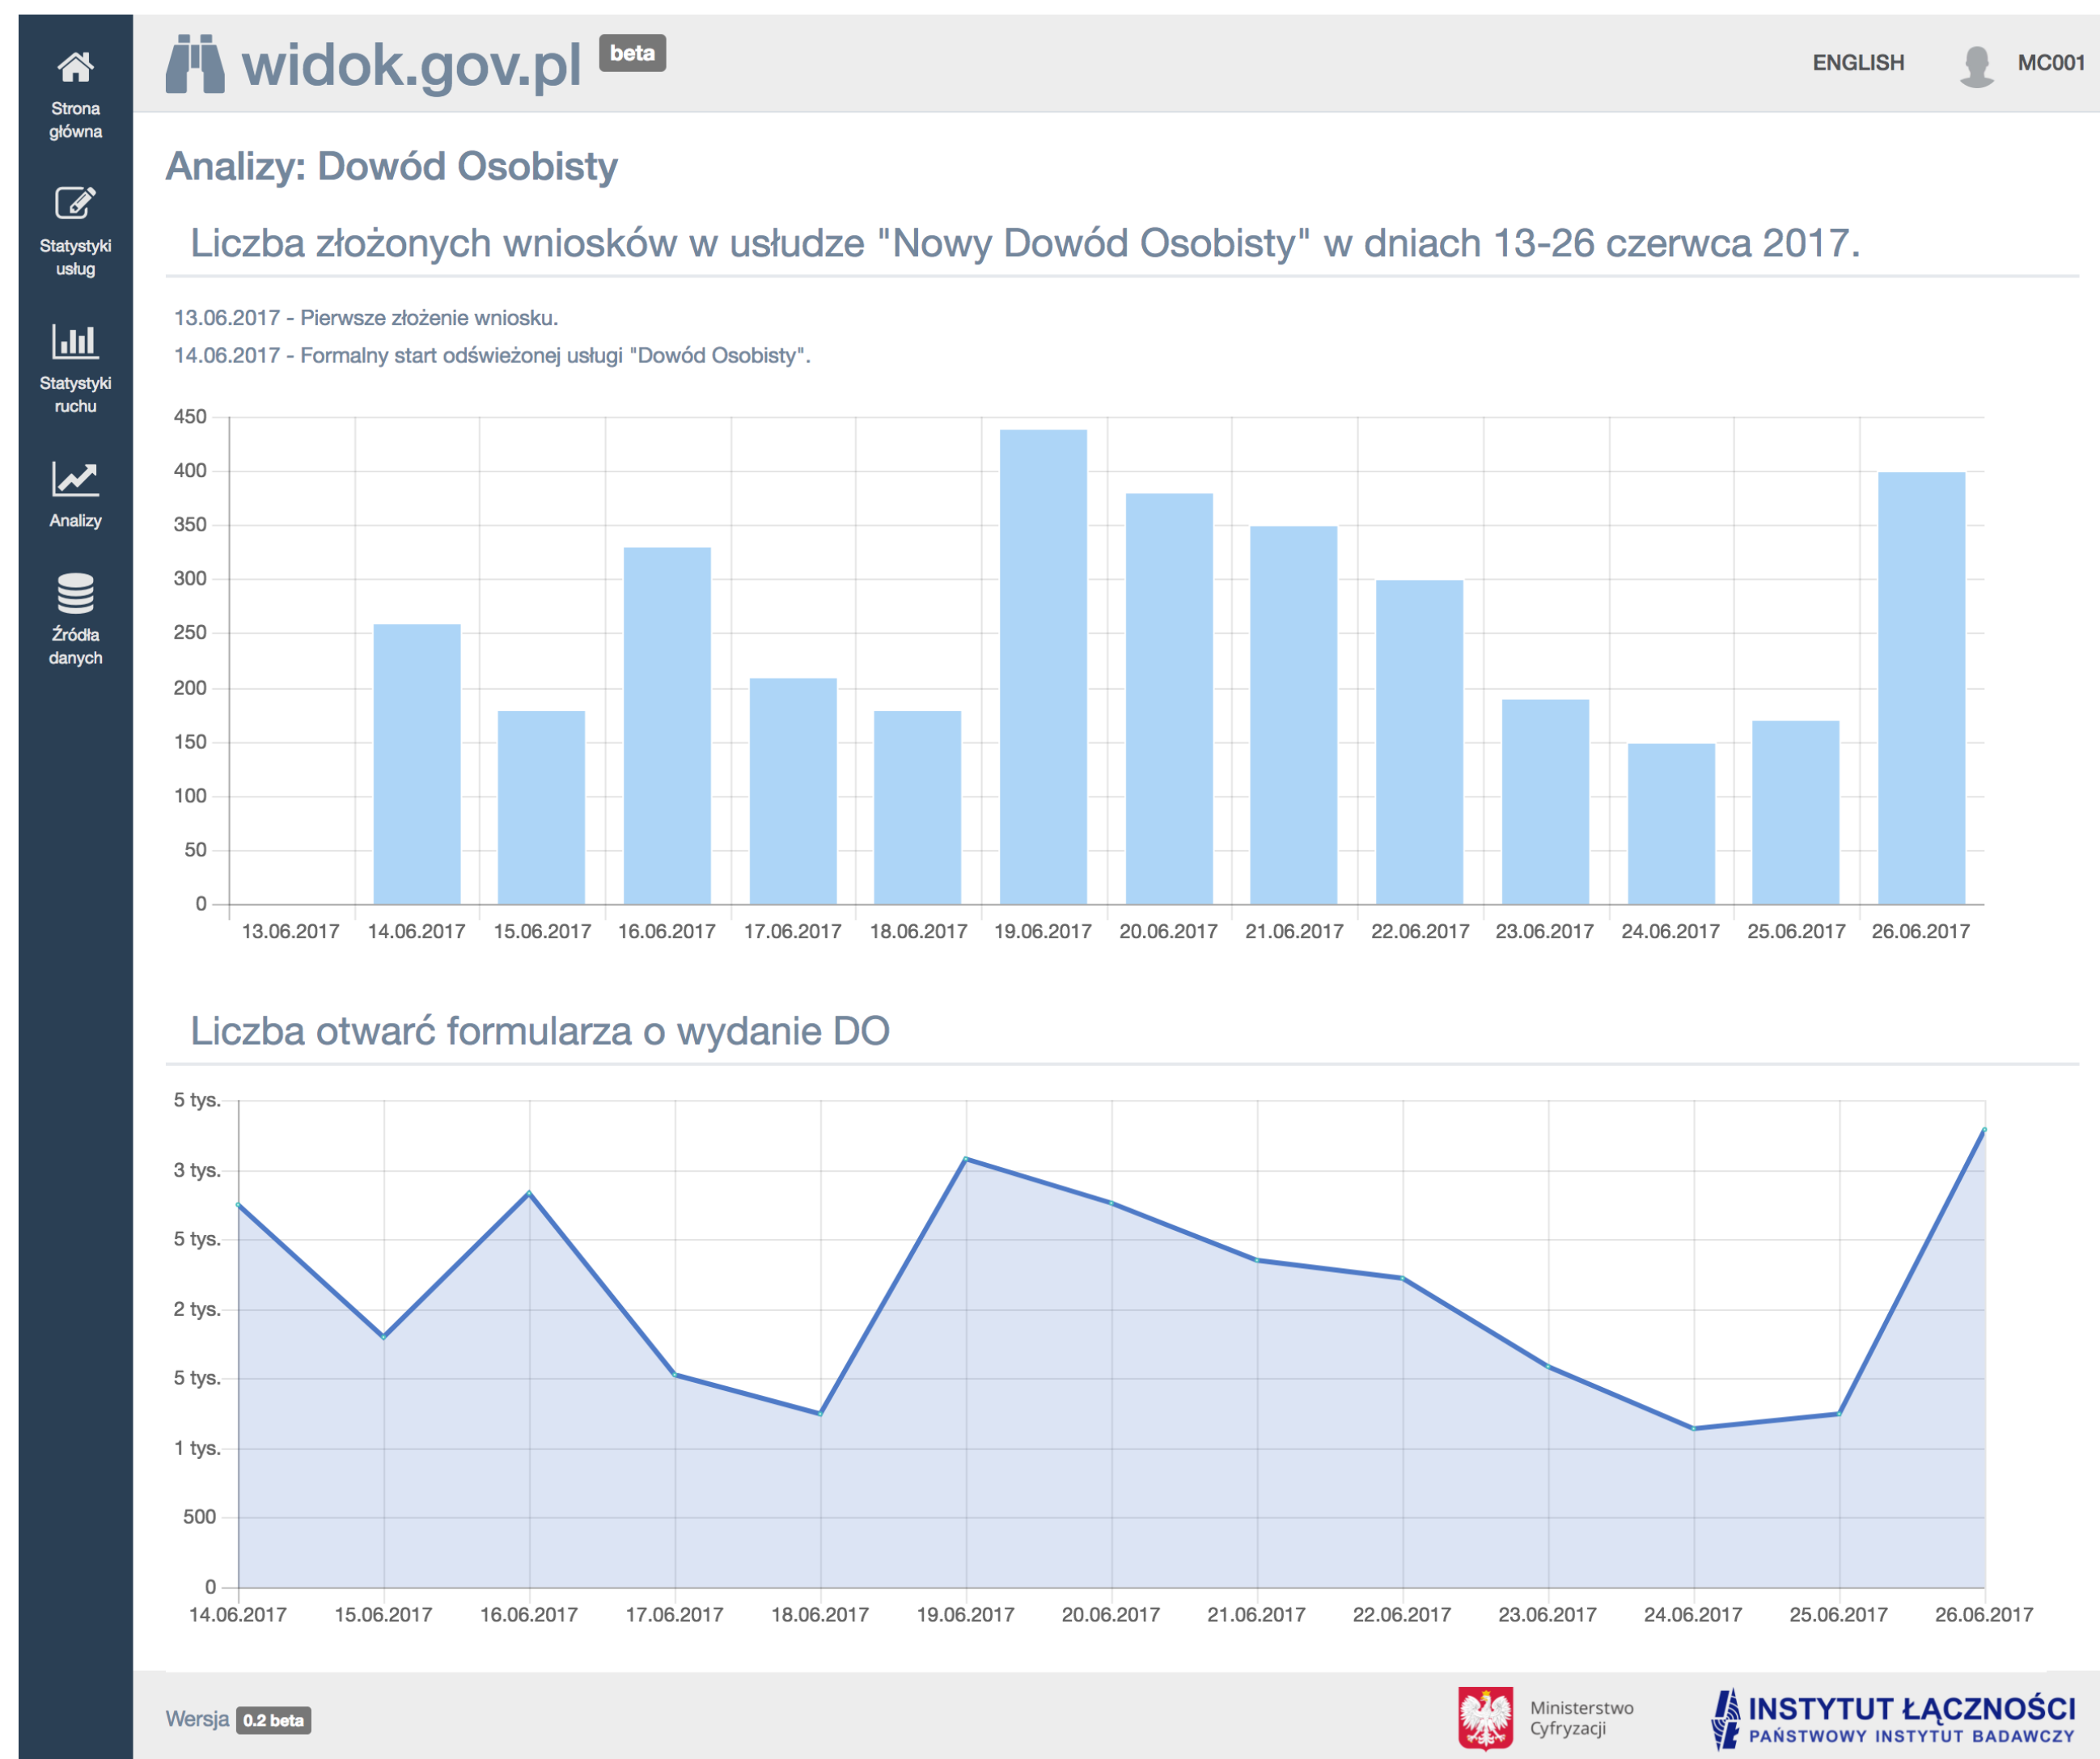 widok.gov.pl beta
ENGLISH
MC001
Strona
główna
Statystyki
usług
Statystyki
ruchu
Analizy
Źródła
danych
Analizy: Dowód Osobisty
Liczba złożonych wniosków w usłudze "Nowy Dowód Osobisty" w dniach 13-26 czerwca 2017.
13.06.2017 - Pierwsze złożenie wniosku.
14.06.2017 - Formalny start odświeżonej usługi "Dowód Osobisty".
450
400
350
300
250
200
150
100
50
0
13.06.2017 14.06.2017 15.06.2017 16.06.2017 17.06.2017 18.06.2017 19.06.2017 20.06.2017 21.06.2017 22.06.2017 23.06.2017 24.06.2017 25.06.2017 26.06.2017
Liczba otwarć formularza o wydanie DO
5 tys.
3 tys.
5 tys.
2 tys.
5 tys.
1 tys.
500
0
14.06.2017 15.06.2017 16.06.2017 17.06.2017 18.06.2017 19.06.2017 20.06.2017 21.06.2017 22.06.2017 23.06.2017 24.06.2017 25.06.2017 26.06.2017
Wersja 0.2 beta
Ministerstwo
Cyfryzacji
INSTYTUT ŁĄCZNOŚCI
PAŃSTWOWY INSTYTUT BADAWCZY